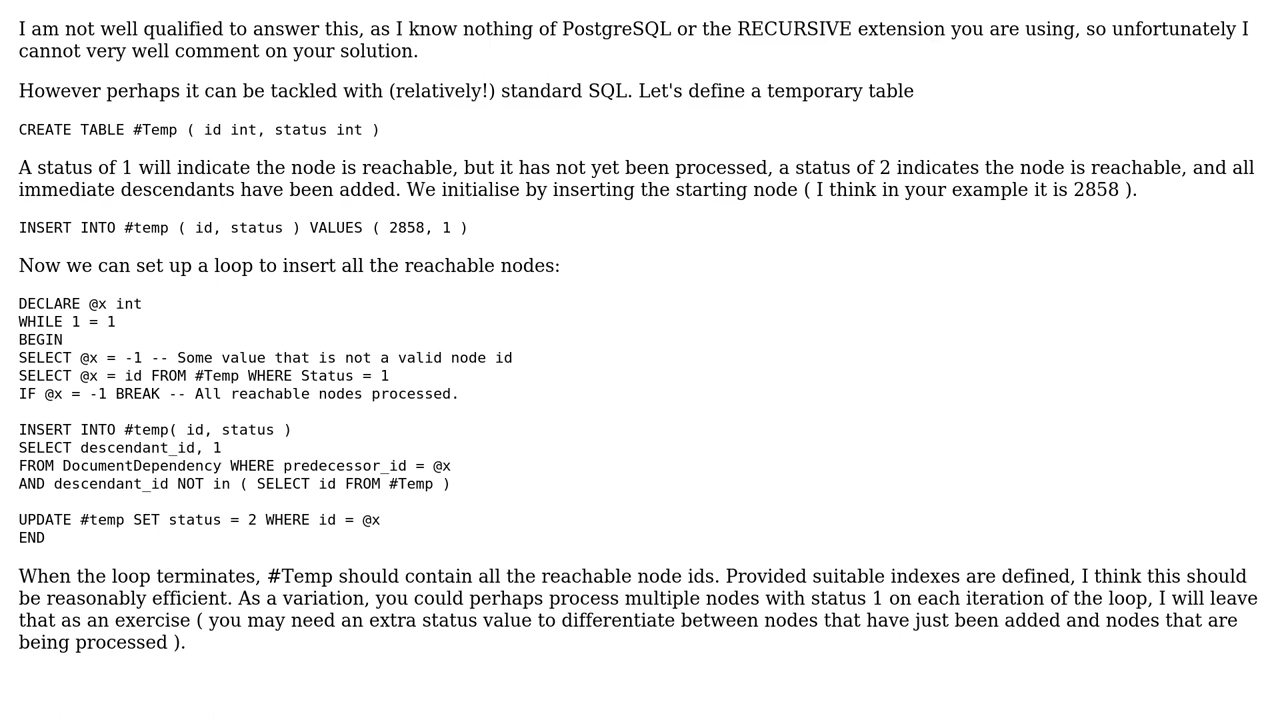 I am not well qualified to answer this, as I know nothing of PostgreSQL or the RECURSIVE extension you are using, so unfortunately I
cannot very well comment on your solution.
However perhaps it can be tackled with (relatively!) standard SQL. Let's define a temporary table
CREATE TABLE #Temp ( id int, status int )
A status of 1 will indicate the node is reachable, but it has not yet been processed, a status of 2 indicates the node is reachable, and all
immediate descendants have been added. We initialise by inserting the starting node ( I think in your example it is 2858 ).
INSERT INTO #temp ( id, status ) VALUES ( 2858, 1 )
Now we can set up a loop to insert all the reachable nodes:
DECLARE @x int
WHILE 1 = 1
BEGIN
SELECT @x = -1 -- Some value that is not a valid node id
SELECT @x = id FROM #Temp WHERE Status = 1
IF @x = -1 BREAK -- All reachable nodes processed.
INSERT INTO #temp( id, status )
SELECT descendant_id, 1
FROM DocumentDependency WHERE predecessor_id = @x
AND descendant_id NOT in ( SELECT id FROM #Temp )
UPDATE #temp SET status = 2 WHERE id = @x
END
When the loop terminates, #Temp should contain all the reachable node ids. Provided suitable indexes are defined, I think this should
be reasonably efficient. As a variation, you could perhaps process multiple nodes with status 1 on each iteration of the loop, I will leave
that as an exercise ( you may need an extra status value to differentiate between nodes that have just been added and nodes that are
being processed ).